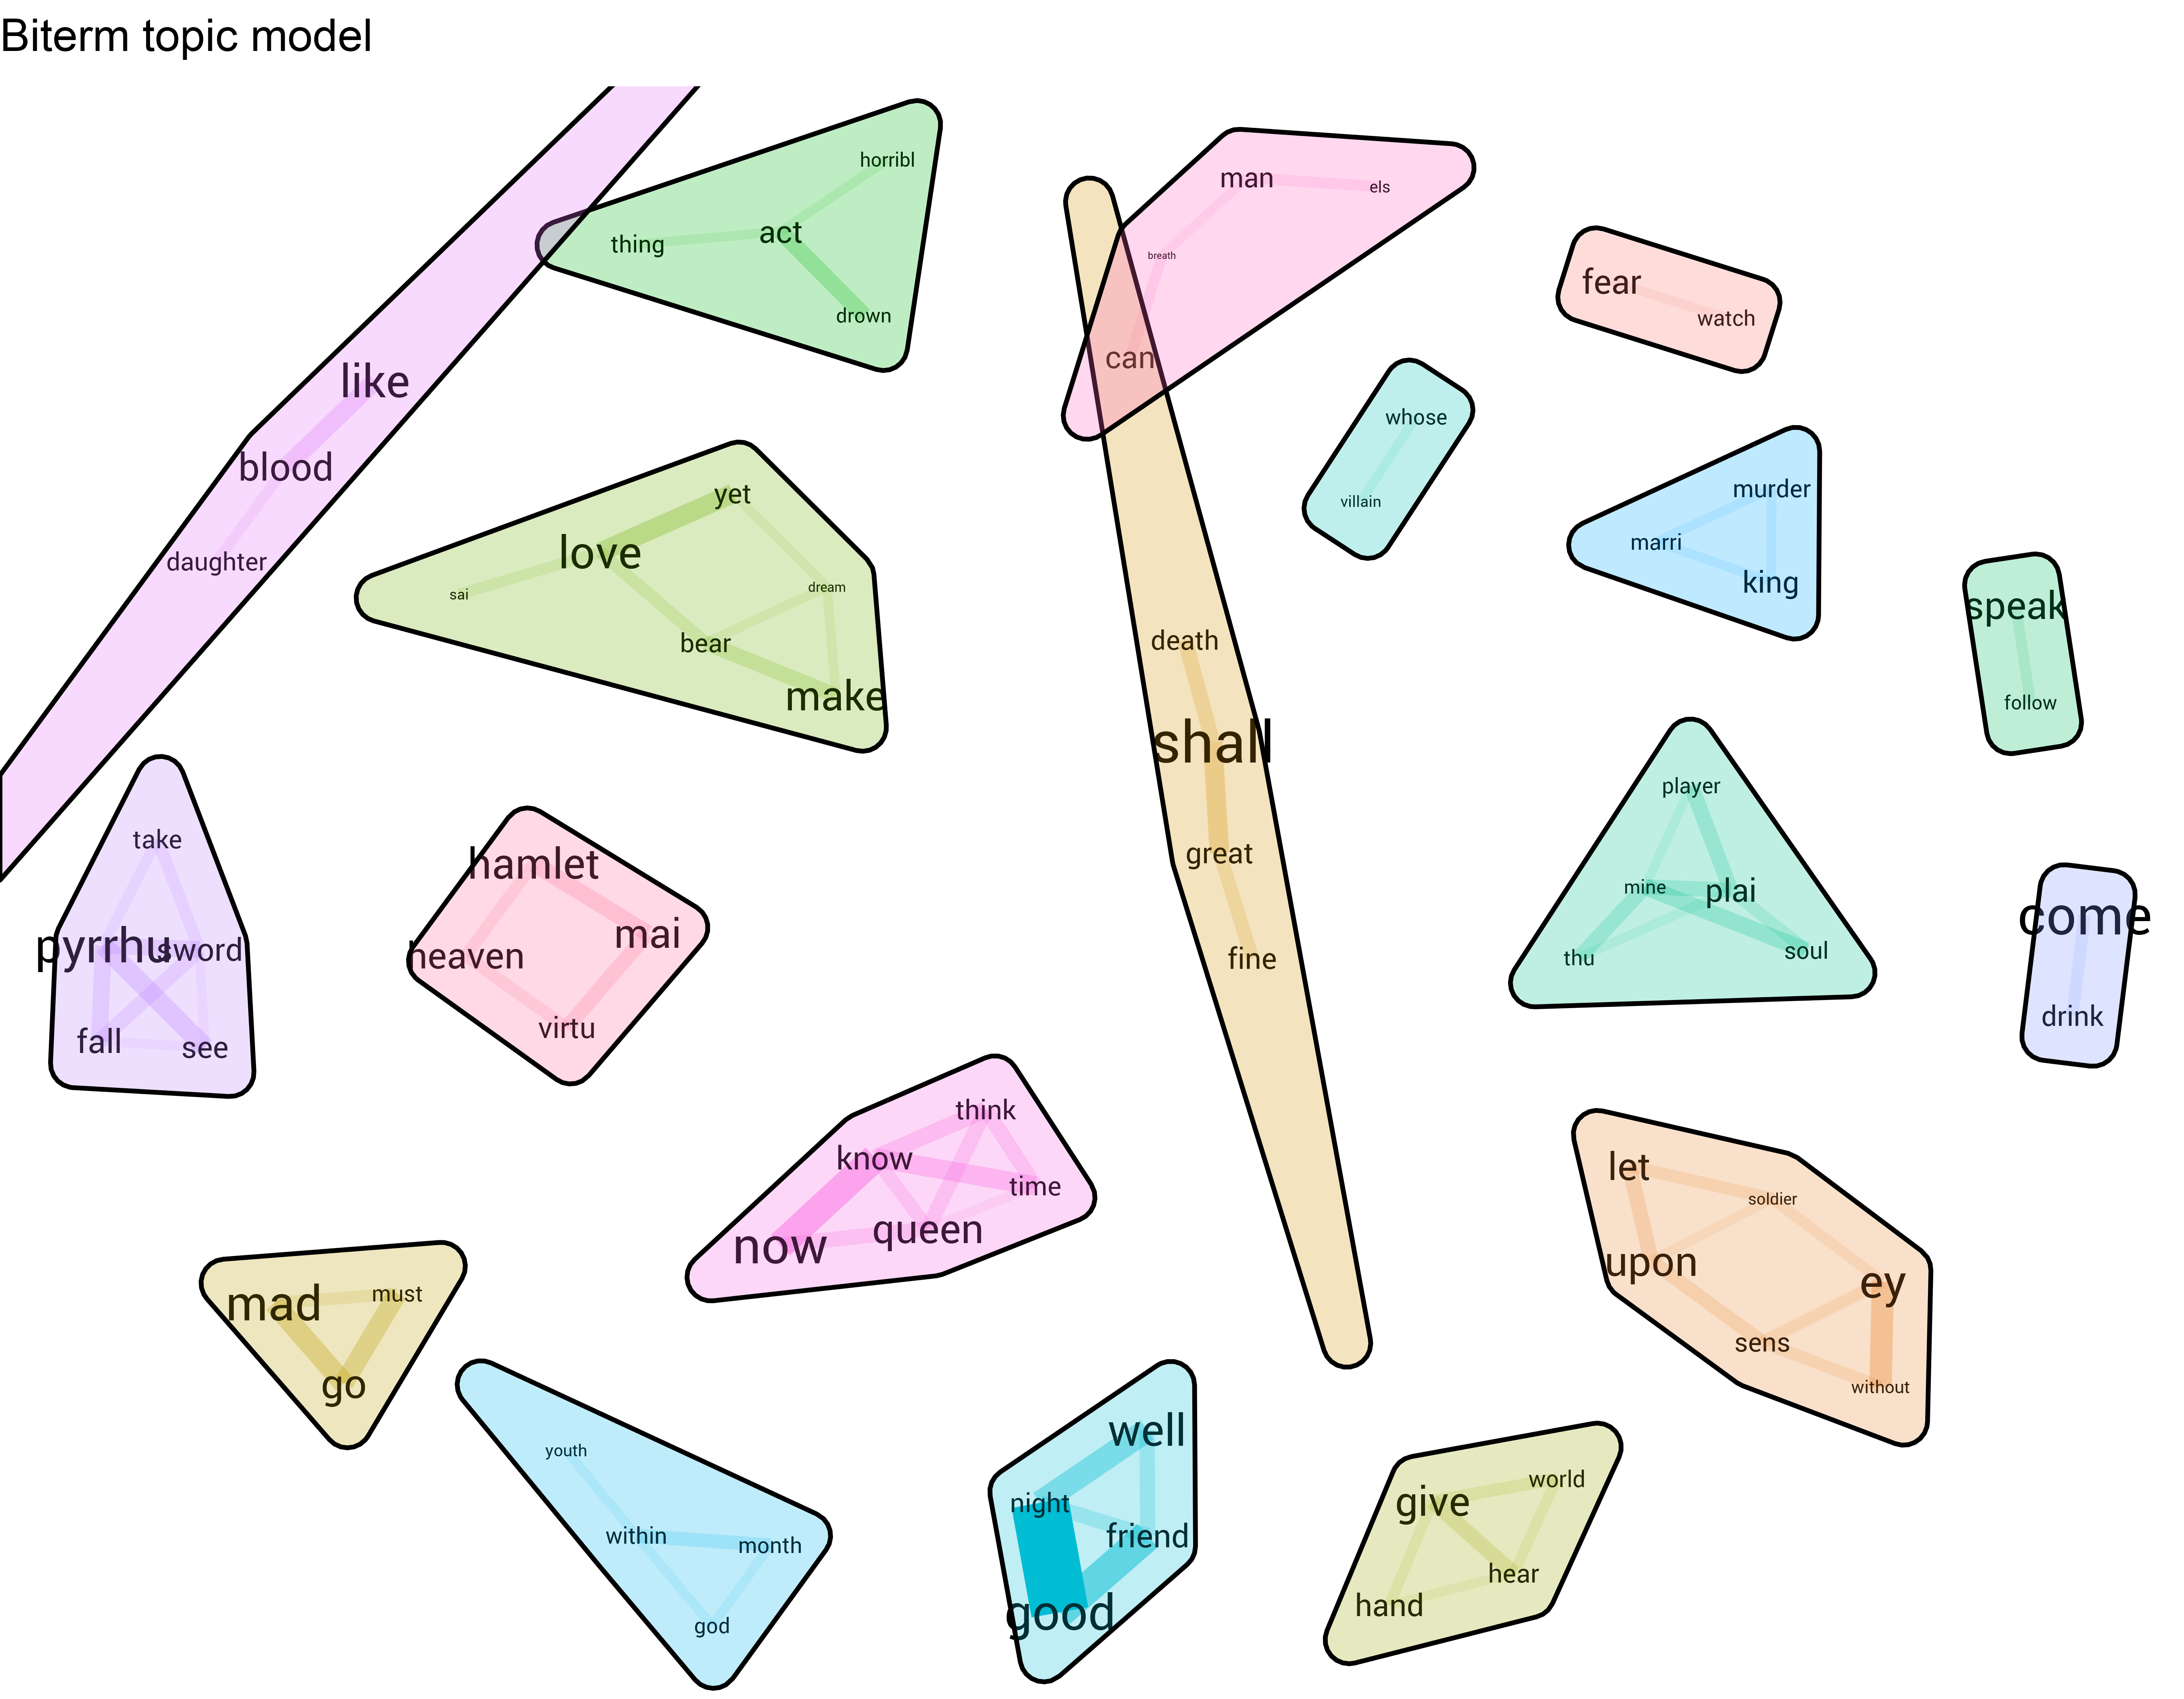 Biterm topic model
horribl
act
thing
drown
man
els
breath
can
fear
watch
like
blood
daughter
whose
villain
yet
love
sai
dream
bear
make
murder
marri
king
speak
follow
death
shall
great
fine
take
pyrrhu
sword
fall
see
hamlet
mai
heaven
virtu
player
mine
plai
thu
soul
come
drink
think
know
time
queen
now
let
soldier
upon
ey
sens
without
mad
must
go
youth
within
month
god
well
night
friend
good
world
give
hear
hand